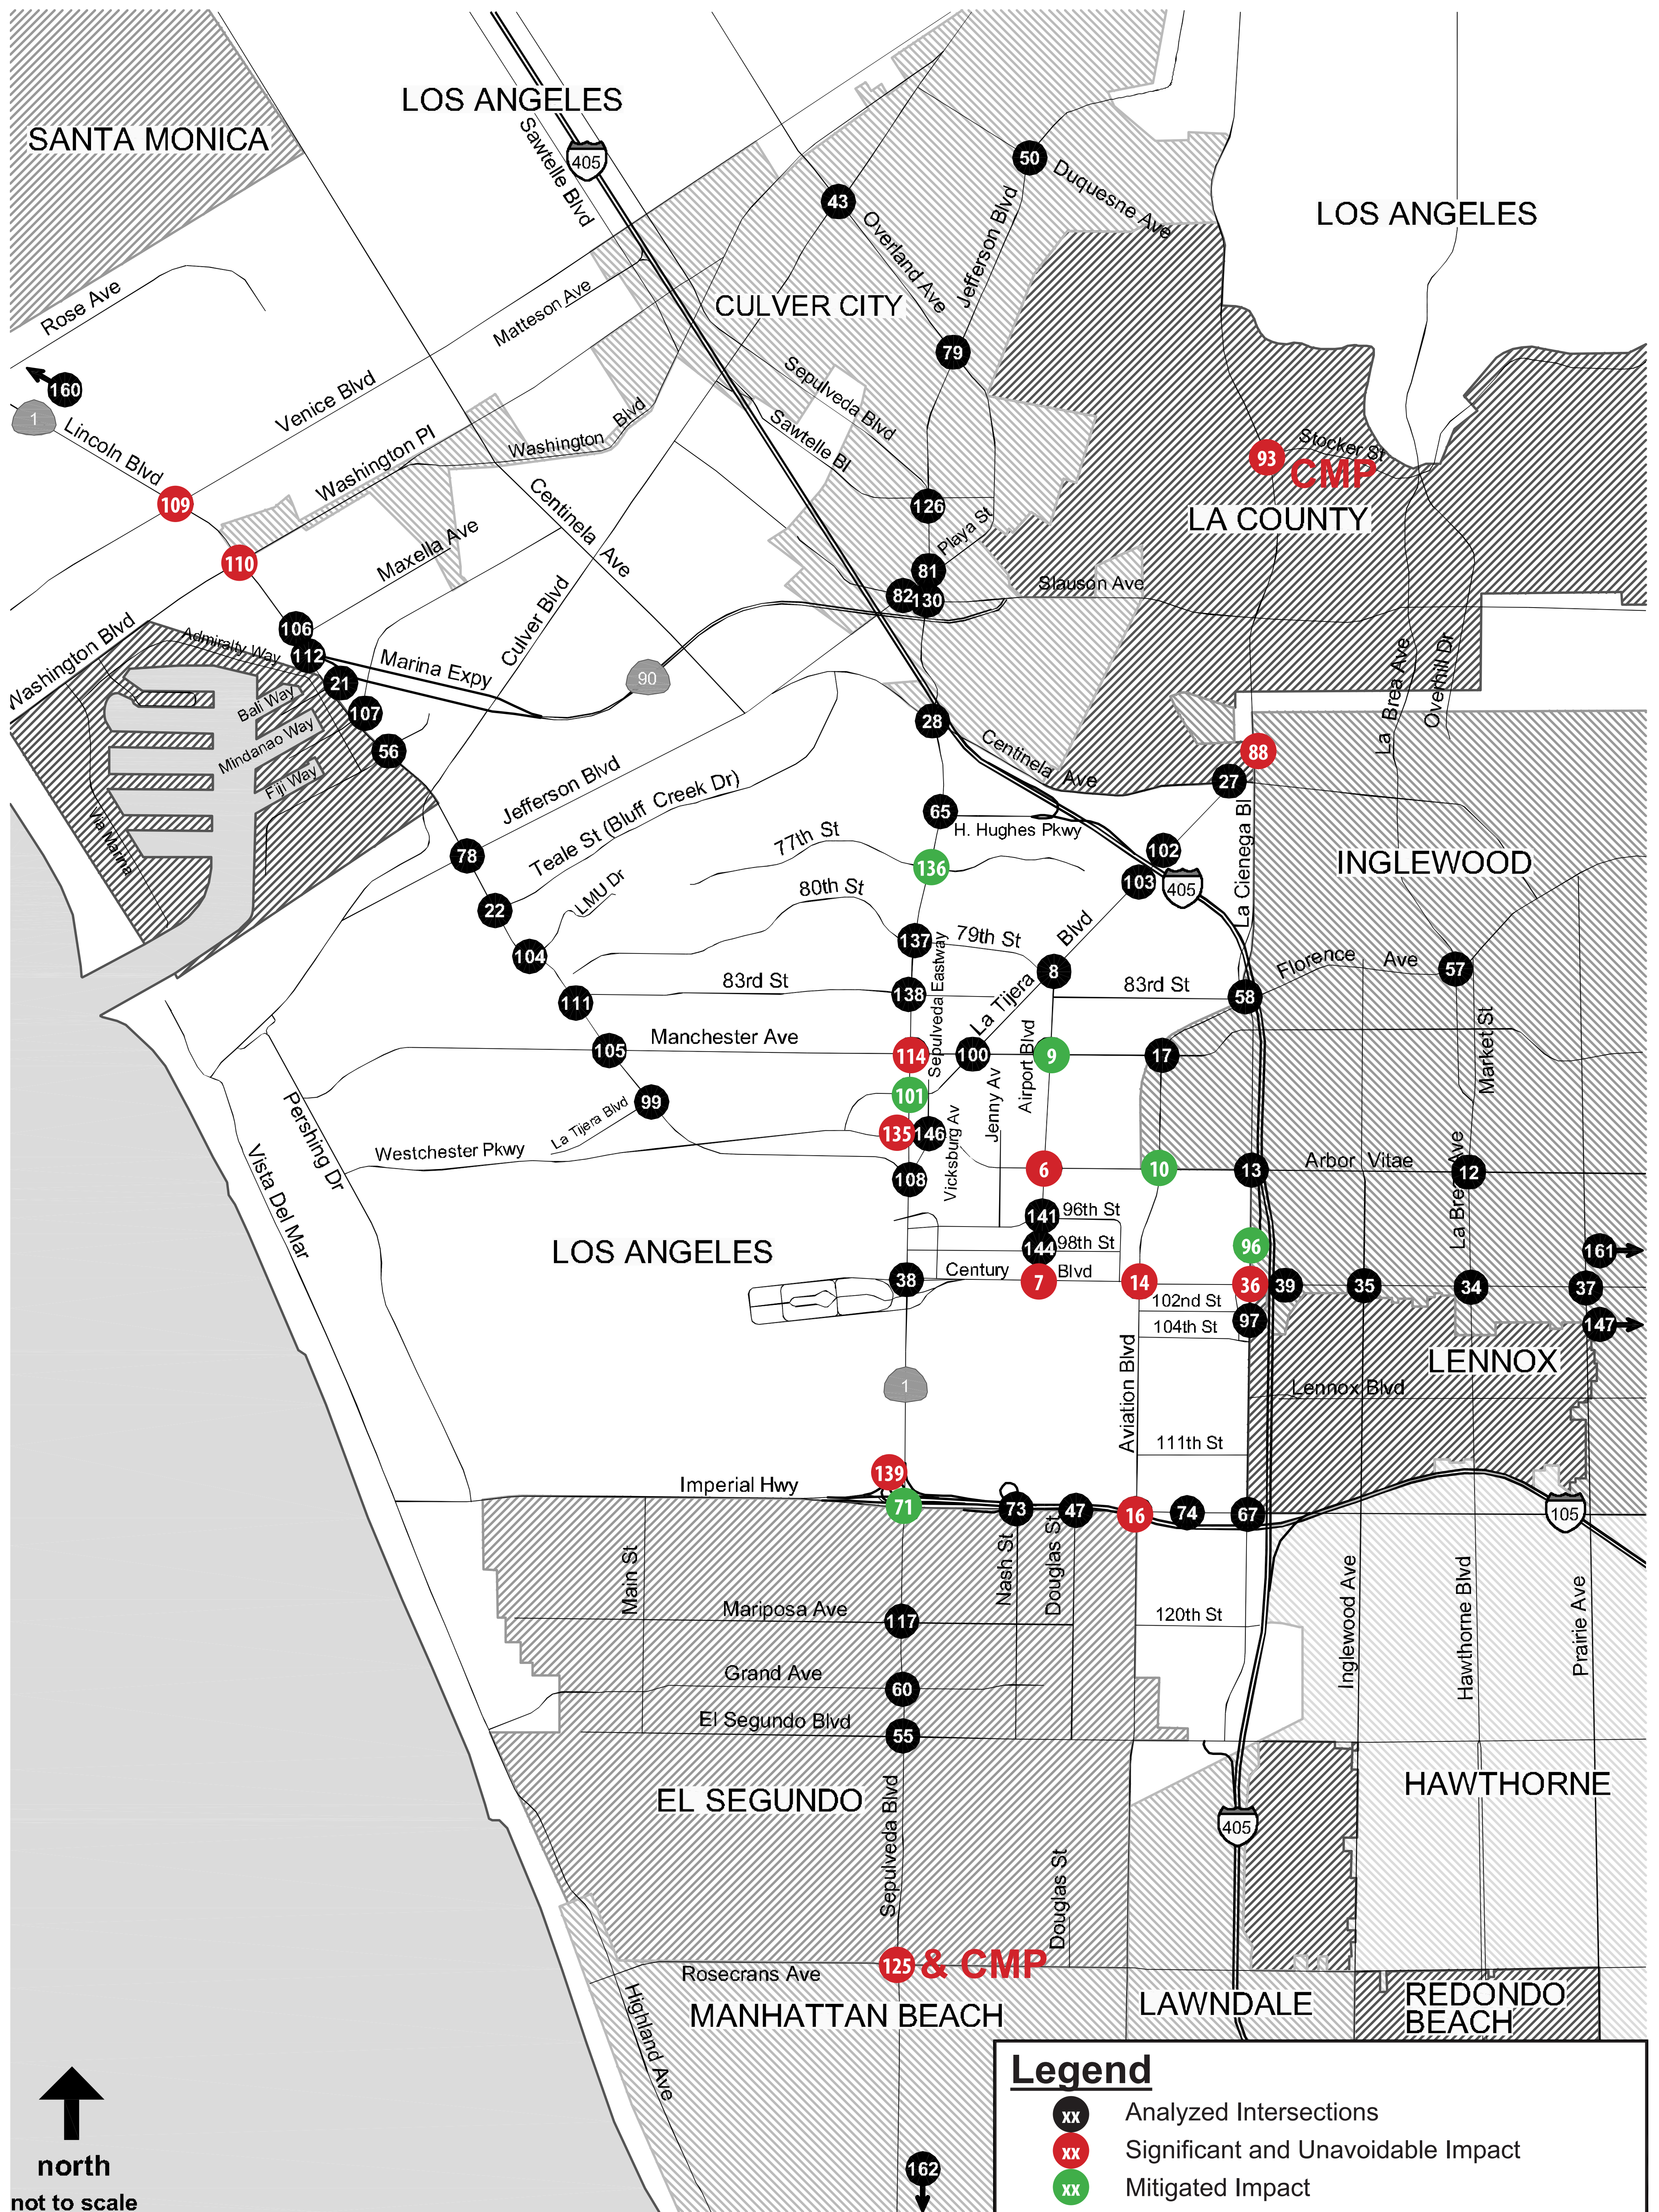 LOS ANGELES
SANTA MONICA
Sawtelle Blvd
405
50
Duquesne Ave
43
Overland Ave
Jefferson Blvd
LOS ANGELES
Rose Ave
Matteson Ave
CULVER CITY
79
160
1
Lincoln Blvd
Venice Blvd
Washington Pl
Washington Blvd
Sepulveda Blvd
Sawtelle Bl
Stocker St
93
CMP
LA COUNTY
109
126
Centinela Ave
Playa St
110
Maxella Ave
81
82
130
Slauson Ave
Culver Blvd
Washington Blvd
106
Admiralty Way
112
Marina Expy
90
21
Bali Way
107
Mindanao Way
56
Fiji Way
Via Marina
La Brea Ave
Overhill Dr
28
Centinela Ave
88
27
Jefferson Blvd
Teale St (Bluff Creek Dr)
65
H. Hughes Pkwy
La Cienega Bl
78
77th St
136
102
103
405
INGLEWOOD
22
LMU Dr
80th St
137
79th St
La Tijera Blvd
104
8
Florence Ave
57
111
83rd St
138
Sepulveda Eastway
83rd St
58
105
Manchester Ave
114
100
Airport Blvd
9
17
Market St
101
Jenny Av
99
La Tijera Blvd
135
146
Vicksburg Av
Pershing Dr
Vista Del Mar
Westchester Pkwy
108
6
10
13
Arbor Vitae
12
La Brea Ave
141
96th St
144
98th St
96
161
LOS ANGELES
38
Century Blvd
7
14
36
39
35
34
37
102nd St
97
147
104th St
LENNOX
1
Aviation Blvd
Lennox Blvd
111th St
139
Imperial Hwy
71
73
47
16
74
67
105
Main St
Nash St
Douglas St
Mariposa Ave
117
120th St
Inglewood Ave
Hawthorne Blvd
Prairie Ave
Grand Ave
60
El Segundo Blvd
55
EL SEGUNDO
HAWTHORNE
Sepulveda Blvd
405
Douglas St
125
& CMP
Rosecrans Ave
Highland Ave
MANHATTAN BEACH
LAWNDALE
REDONDO
BEACH
162
north
not to scale
Legend
xx Analyzed Intersections
xx Significant and Unavoidable Impact
xx Mitigated Impact